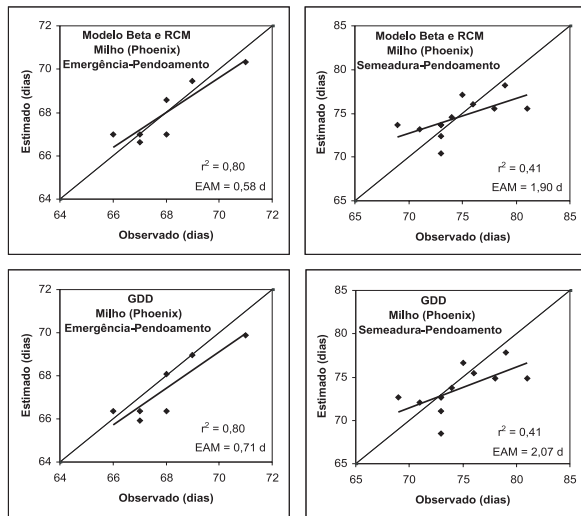 Modelo Beta e RCM
Milho (Phoenix)
Emergência-Pendoamento
Estimado (dias)
72
70
68
66
64
r² = 0,80
EAM = 0,58 d
64 66 68 70 72
Observado (dias)
Modelo Beta e RCM
Milho (Phoenix)
Semeadura-Pendoamento
Estimado (dias)
85
80
75
70
65
r² = 0,41
EAM = 1,90 d
65 70 75 80 85
Observado (dias)
GDD
Milho (Phoenix)
Emergência-Pendoamento
Estimado (dias)
72
70
68
66
64
r² = 0,80
EAM = 0,71 d
64 66 68 70 72
Observado (dias)
GDD
Milho (Phoenix)
Semeadura-Pendoamento
Estimado (dias)
85
80
75
70
65
r² = 0,41
EAM = 2,07 d
65 70 75 80 85
Observado (dias)